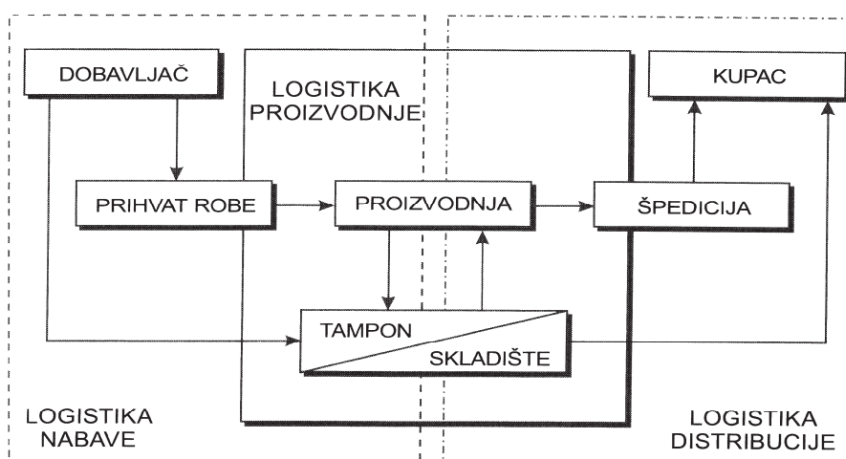 DOBAVLJAČ
LOGISTIKA
PROIZVODNJE
KUPAC
PRIHVAT ROBE
PROIZVODNJA
ŠPEDICIJA
TAMPON
SKLADIŠTE
LOGISTIKA
NABAVE
LOGISTIKA
DISTRIBUCIJE